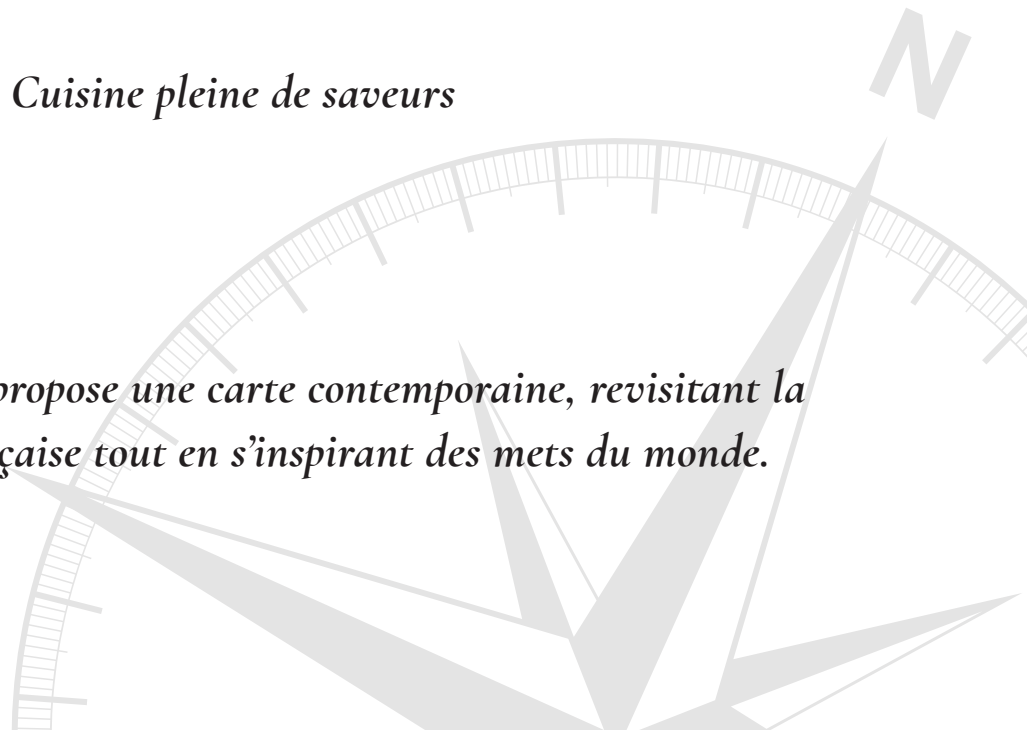 N
Cuisine pleine de saveurs
propose une carte contemporaine, revisitant la
çaise tout en s’inspirant des mets du monde.